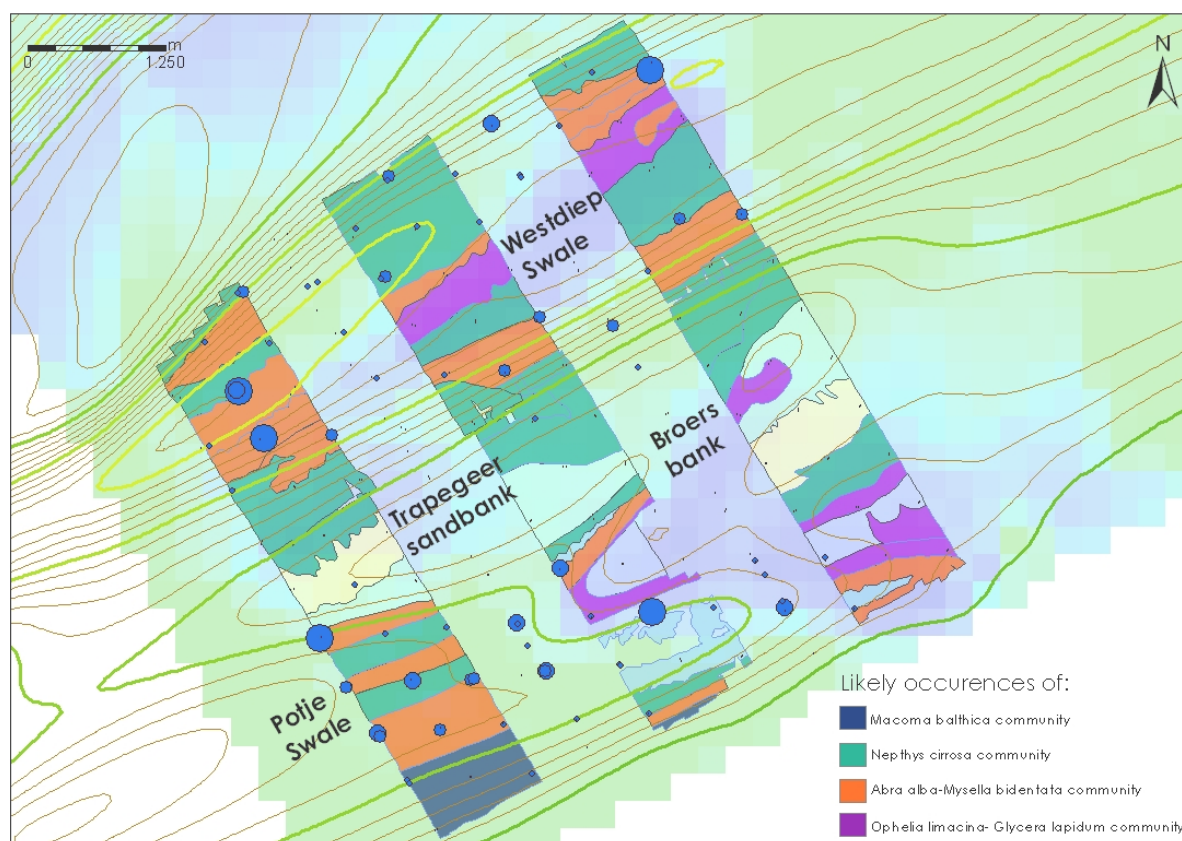 m
0 1.250
N
Westdiep
Swale
Broers
bank
Trapegeer
sandbank
Potje
Swale
Likely occurences of:
Macoma balthica community
Nepthys cirrosa community
Abra alba-Mysella bidentata community
Ophelia limacina- Glycera lapidum community